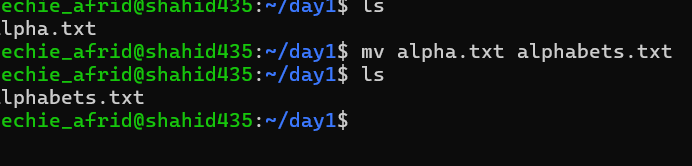 echie_afrid@shahid435:~/day1$ ls
lpha.txt
echie_afrid@shahid435:~/day1$ mv alpha.txt alphabets.txt
echie_afrid@shahid435:~/day1$ ls
lphabets.txt
echie_afrid@shahid435:~/day1$